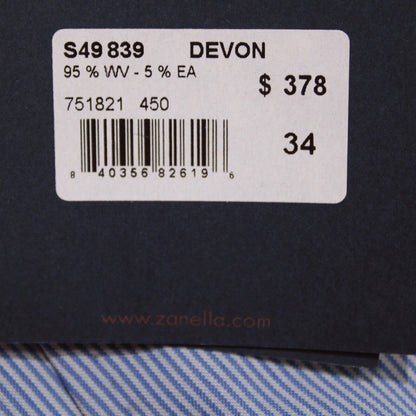 S49 839 DEVON
95 % WV - 5 % EA
$ 378
751821 450
34
8 40356 82619 6
www.zanella.com